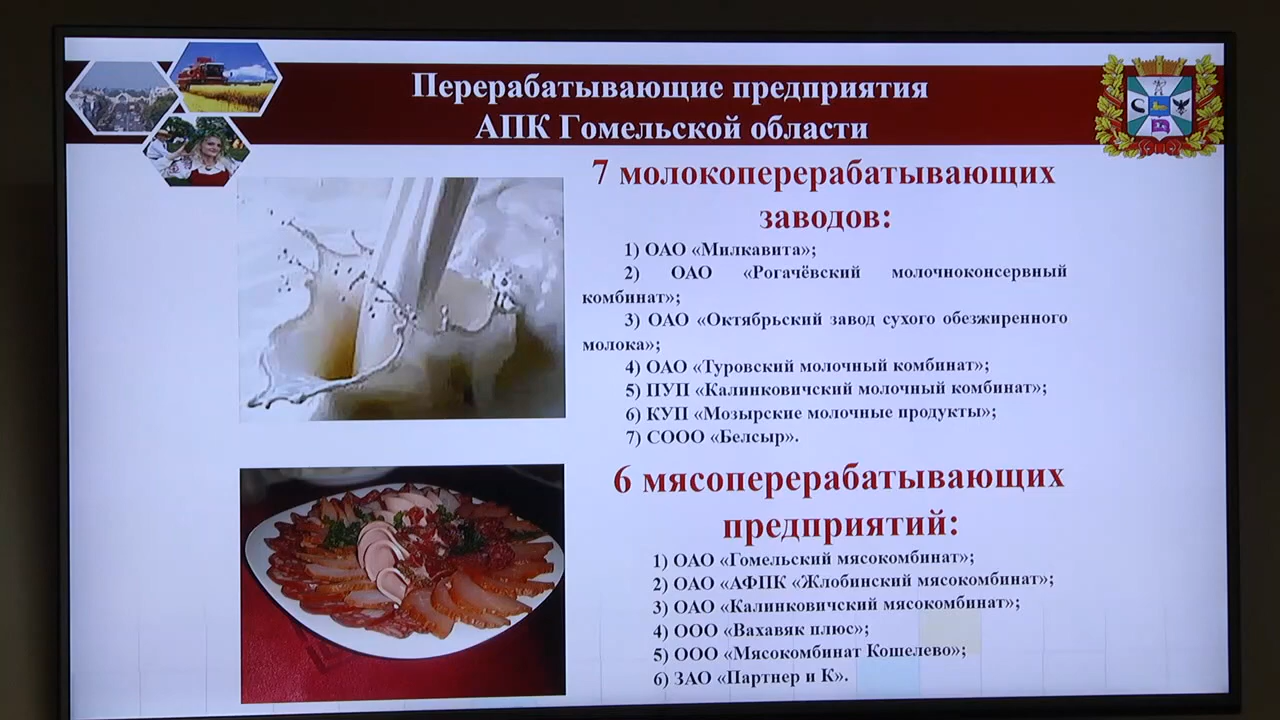 Перерабатывающие предприятия
АПК Гомельской области
7 молокоперерабатывающих
заводов:
1) ОАО «Милкавита»;
2) ОАО «Рогачёвский молочноконсервный
комбинат»;
3) ОАО «Октябрьский завод сухого обезжиренного
молока»;
4) ОАО «Туровский молочный комбинат»;
5) ПУП «Калинковичский молочный комбинат»;
6) КУП «Мозырские молочные продукты»;
7) СООО «Белсыр».
6 мясоперерабатывающих
предприятий:
1) ОАО «Гомельский мясокомбинат»;
2) ОАО «АФПК «Жлобинский мясокомбинат»;
3) ОАО «Калинковичский мясокомбинат»;
4) ООО «Вахавяк плюс»;
5) ООО «Мясокомбинат Кошелево»;
6) ЗАО «Партнер и К».